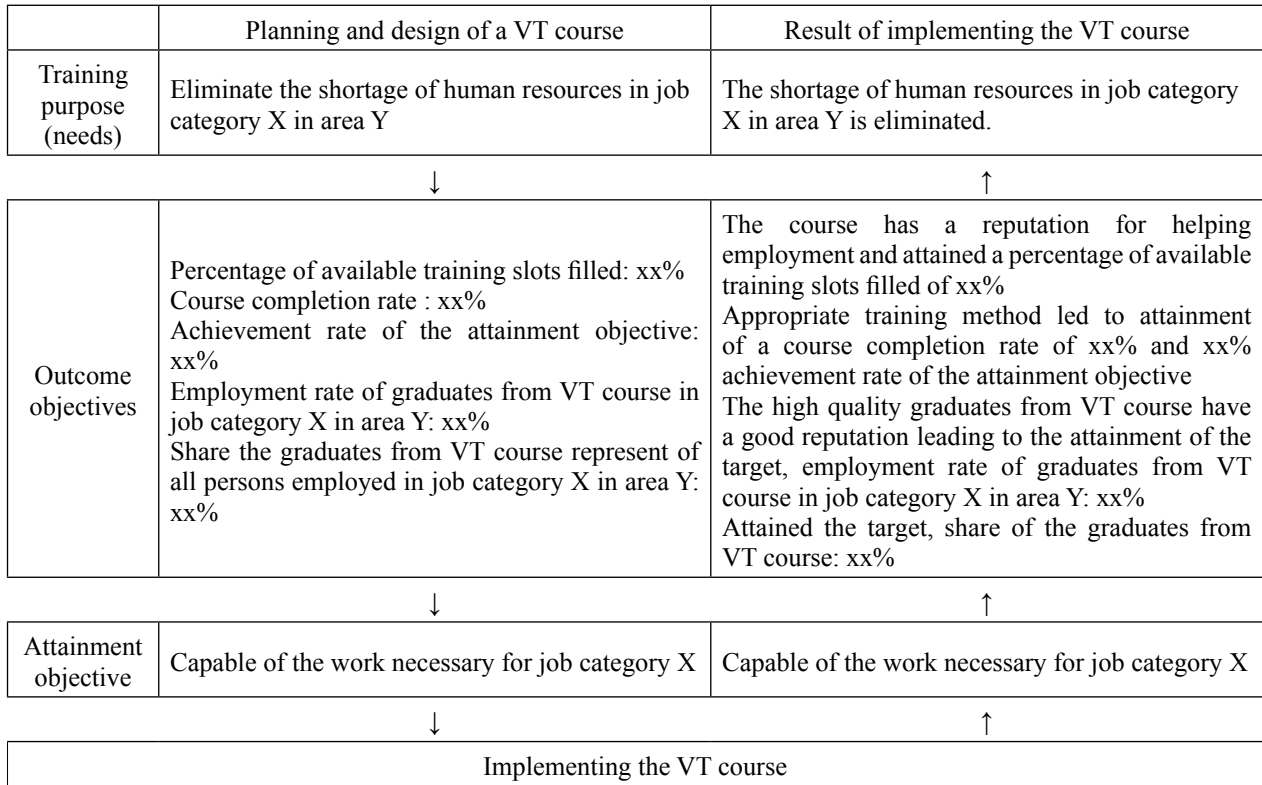 Planning and design of a VT course
Result of implementing the VT course
Training
purpose
(needs)
Eliminate the shortage of human resources in job
category X in area Y
The shortage of human resources in job category
X in area Y is eliminated.
↓
↑
Outcome
objectives
Percentage of available training slots filled: xx%
Course completion rate : xx%
Achievement rate of the attainment objective:
xx%
Employment rate of graduates from VT course in
job category X in area Y: xx%
Share the graduates from VT course represent of
all persons employed in job category X in area Y:
xx%
The course has a reputation for helping
employment and attained a percentage of available
training slots filled of xx%
Appropriate training method led to attainment
of a course completion rate of xx% and xx%
achievement rate of the attainment objective
The high quality graduates from VT course have
a good reputation leading to the attainment of the
target, employment rate of graduates from VT
course in job category X in area Y: xx%
Attained the target, share of the graduates from
VT course: xx%
↓
↑
Attainment
objective
Capable of the work necessary for job category X
Capable of the work necessary for job category X
↓
↑
Implementing the VT course